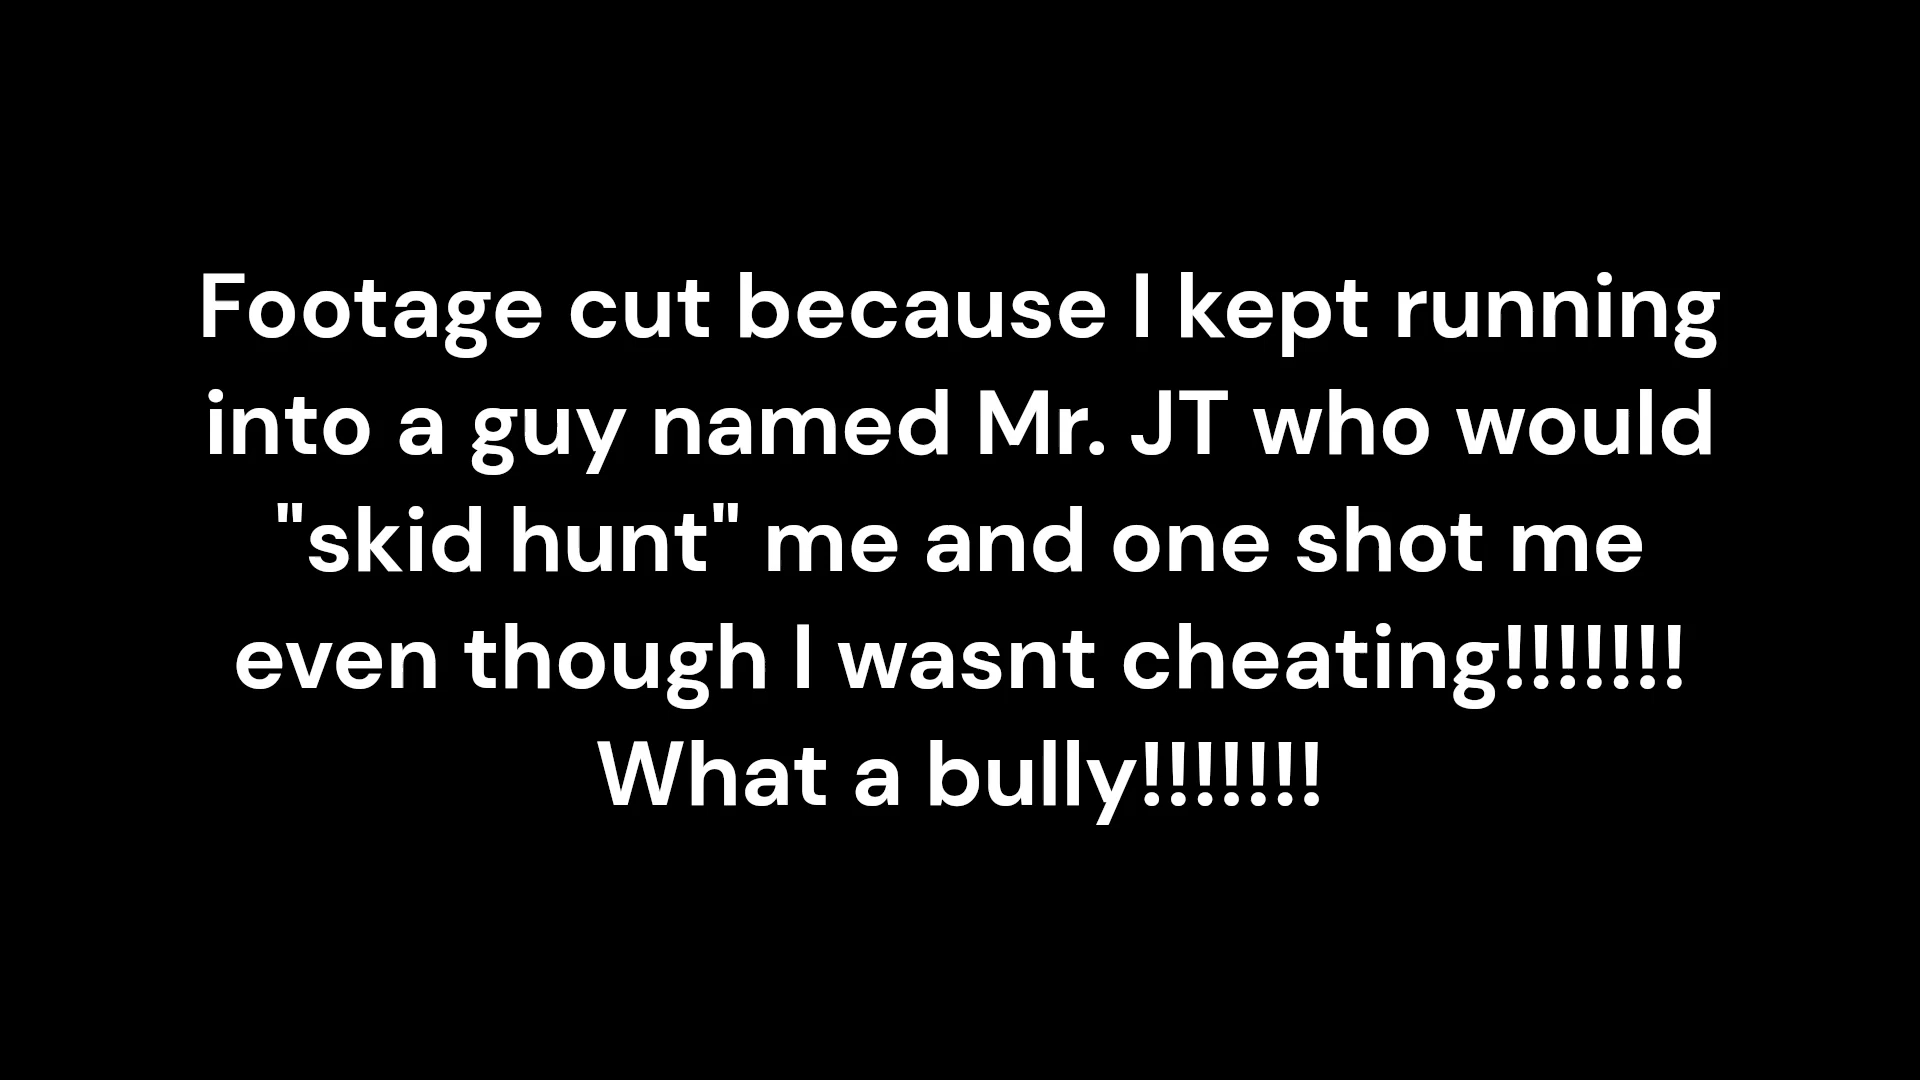 Footage cut because I kept running
into a guy named Mr. JT who would
"skid hunt" me and one shot me
even though I wasnt cheating!!!!!!!
What a bully!!!!!!!